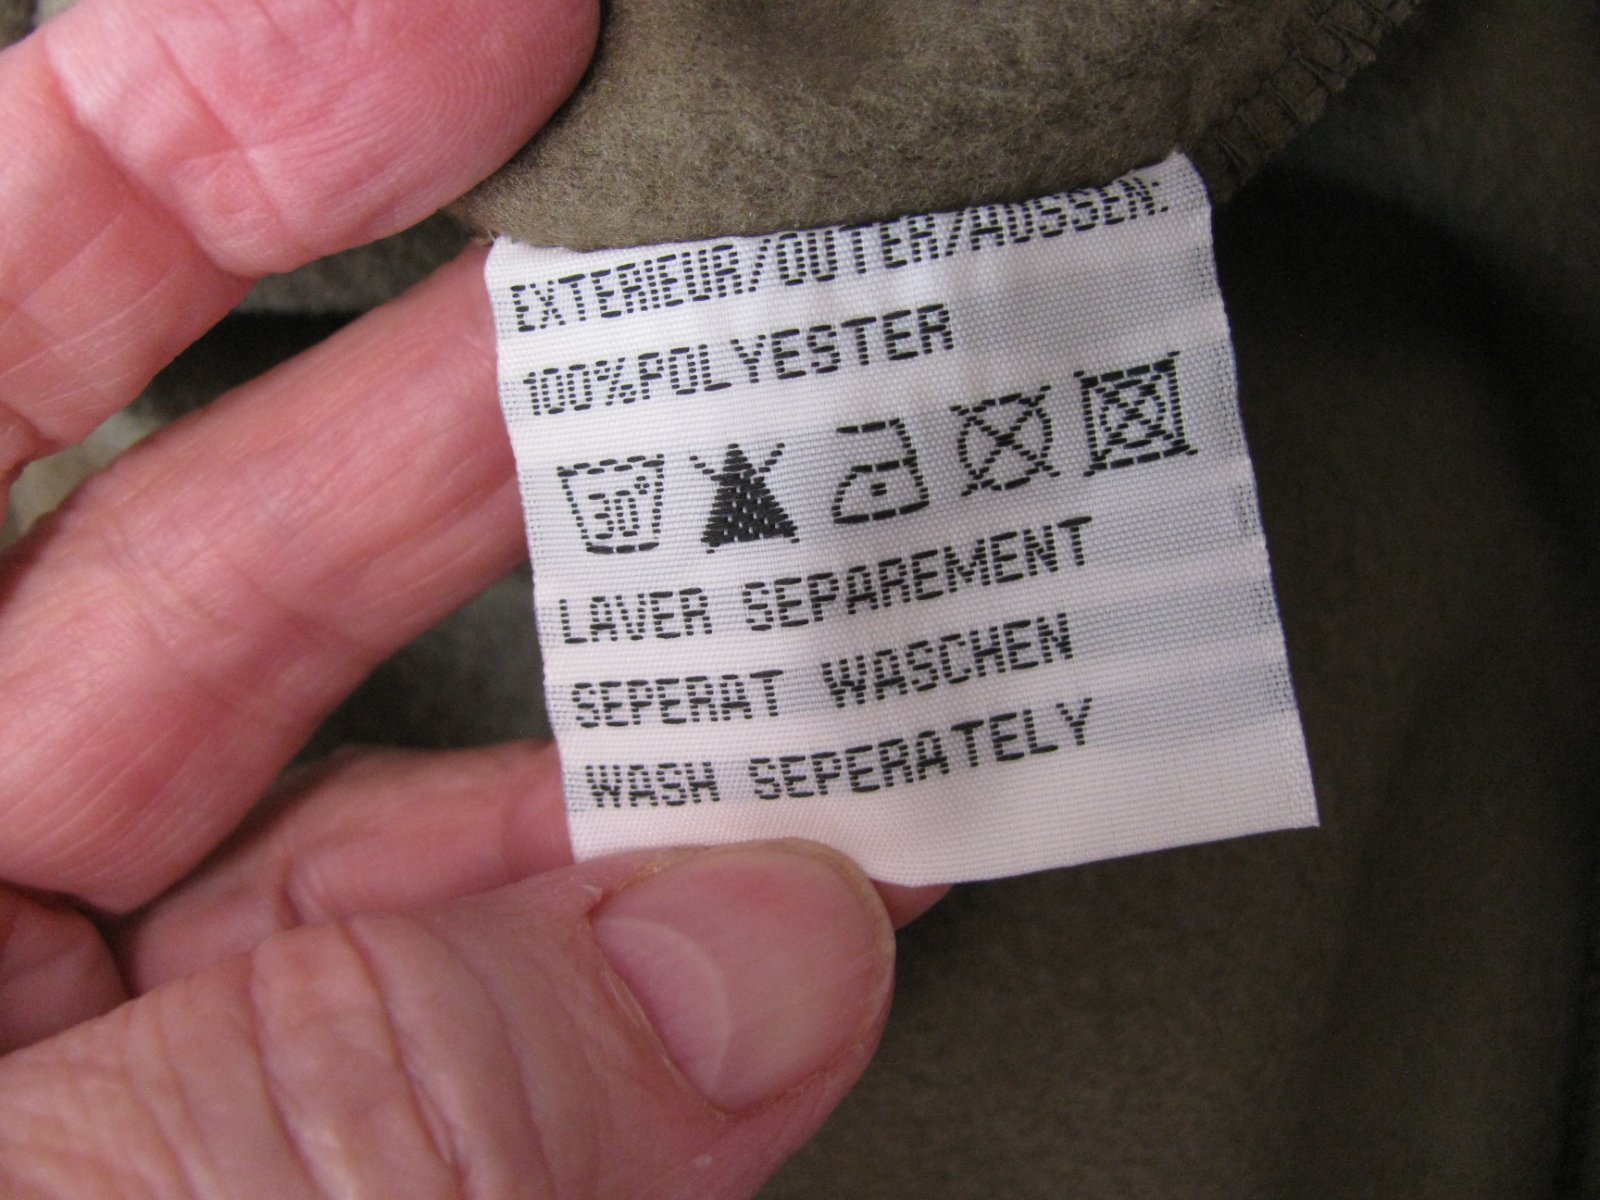 EXTERIEUR/OUTER/AUSSEN:
100%POLYESTER
30°
LAVER SEPAREMENT
SEPERAT WASCHEN
WASH SEPERATELY